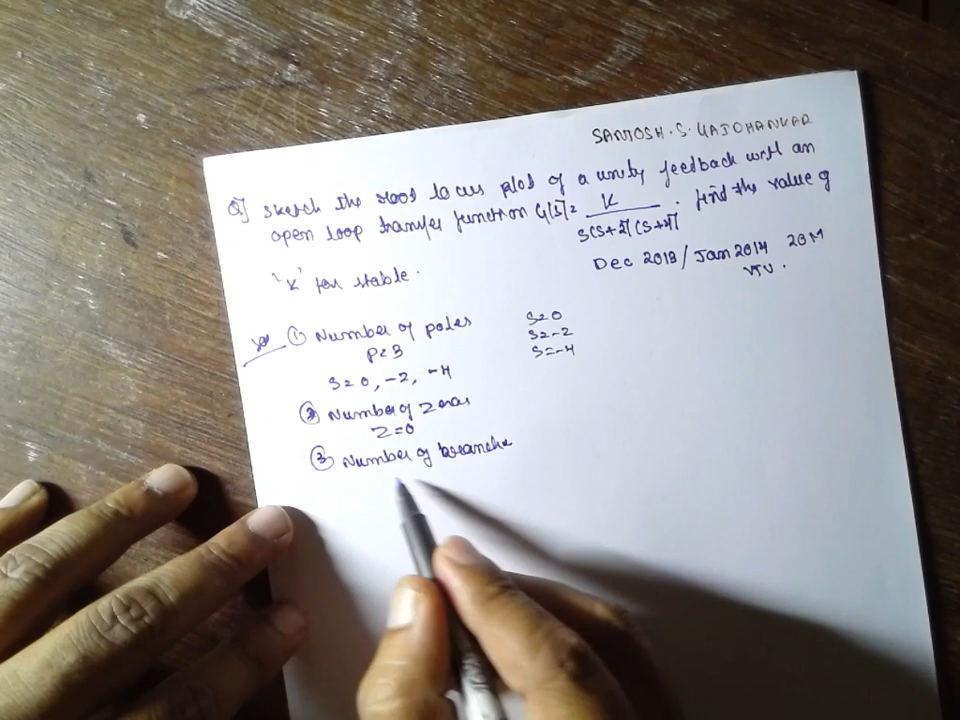 SANTOSH.S.GAJDHANKAR
Q] Sketch the root locus plot of a unity feedback with an
open loop transfer function G(S)= K / S(S+2)(S+4) . find the value of
'K' for stable.
Dec 2013/Jan 2014 20M
VTU.
① Number of poles
P=3
S=0, -2, -4
S=0
S=-2
S=-4
② Number of Zeros
Z=0
③ Number of branche